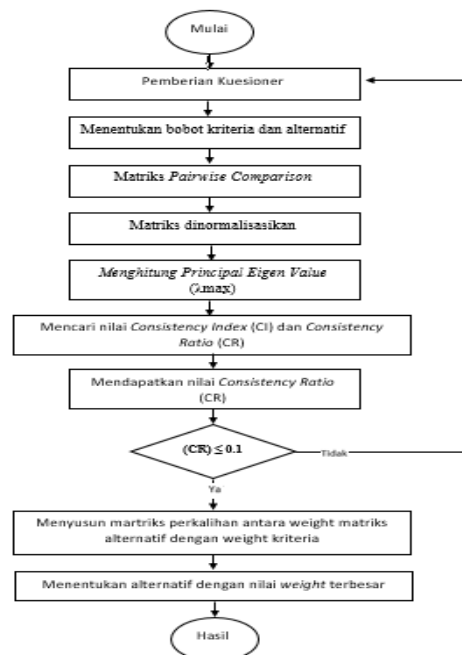 Mulai
Pemberian Kuesioner
Menentukan bobot kriteria dan alternatif
Matriks Pairwise Comparison
Matriks dinormalisasikan
Menghitung Principal Eigen Value
(λmax)
Mencari nilai Consistency Index (CI) dan Consistency
Ratio (CR)
Mendapatkan nilai Consistency Ratio
(CR)
(CR) ≤ 0.1
Tidak
Ya
Menyusun martriks perkalihan antara weight matriks
alternatif dengan weight kriteria
Menentukan alternatif dengan nilai weight terbesar
Hasil